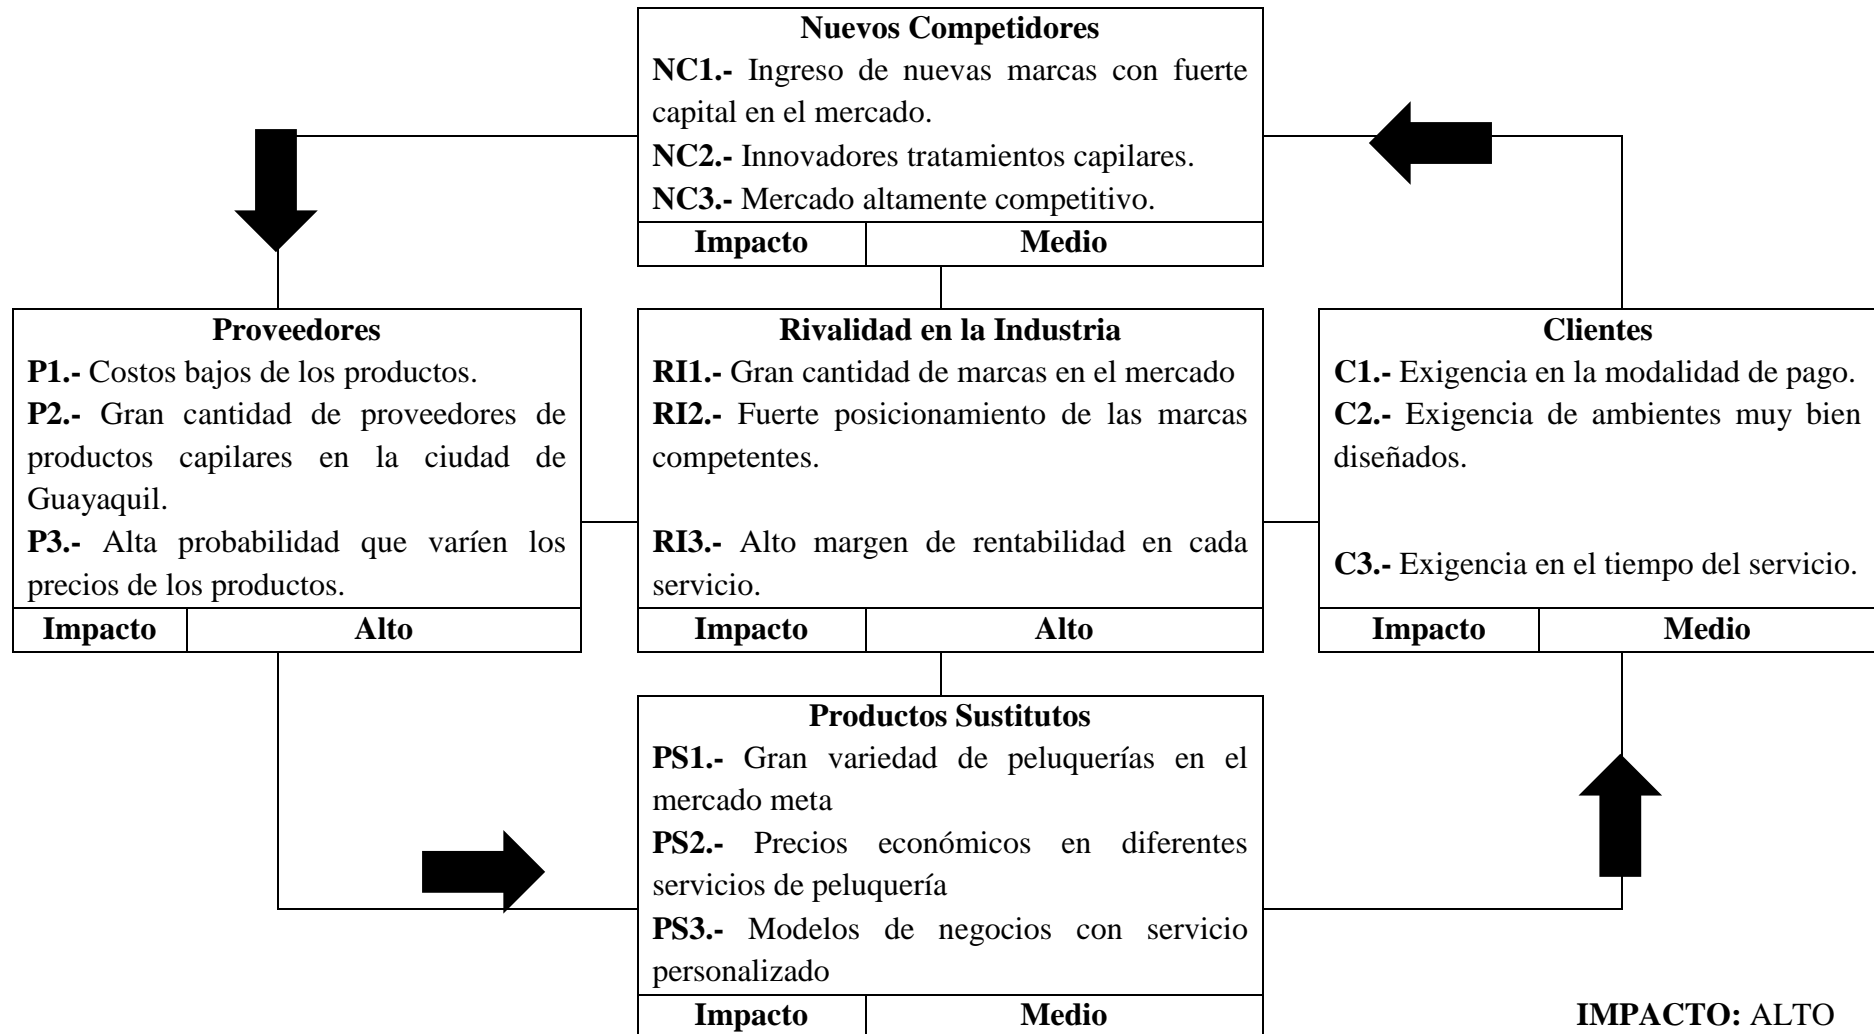 Nuevos Competidores
NC1.- Ingreso de nuevas marcas con fuerte
capital en el mercado.
NC2.- Innovadores tratamientos capilares.
NC3.- Mercado altamente competitivo.
Impacto Medio
Proveedores
P1.- Costos bajos de los productos.
P2.- Gran cantidad de proveedores de
productos capilares en la ciudad de
Guayaquil.
P3.- Alta probabilidad que varíen los
precios de los productos.
Impacto Alto
Rivalidad en la Industria
RI1.- Gran cantidad de marcas en el mercado
RI2.- Fuerte posicionamiento de las marcas
competentes.
RI3.- Alto margen de rentabilidad en cada
servicio.
Impacto Alto
Clientes
C1.- Exigencia en la modalidad de pago.
C2.- Exigencia de ambientes muy bien
diseñados.
C3.- Exigencia en el tiempo del servicio.
Impacto Medio
Productos Sustitutos
PS1.- Gran variedad de peluquerías en el
mercado meta
PS2.- Precios económicos en diferentes
servicios de peluquería
PS3.- Modelos de negocios con servicio
personalizado
Impacto Medio
IMPACTO: ALTO